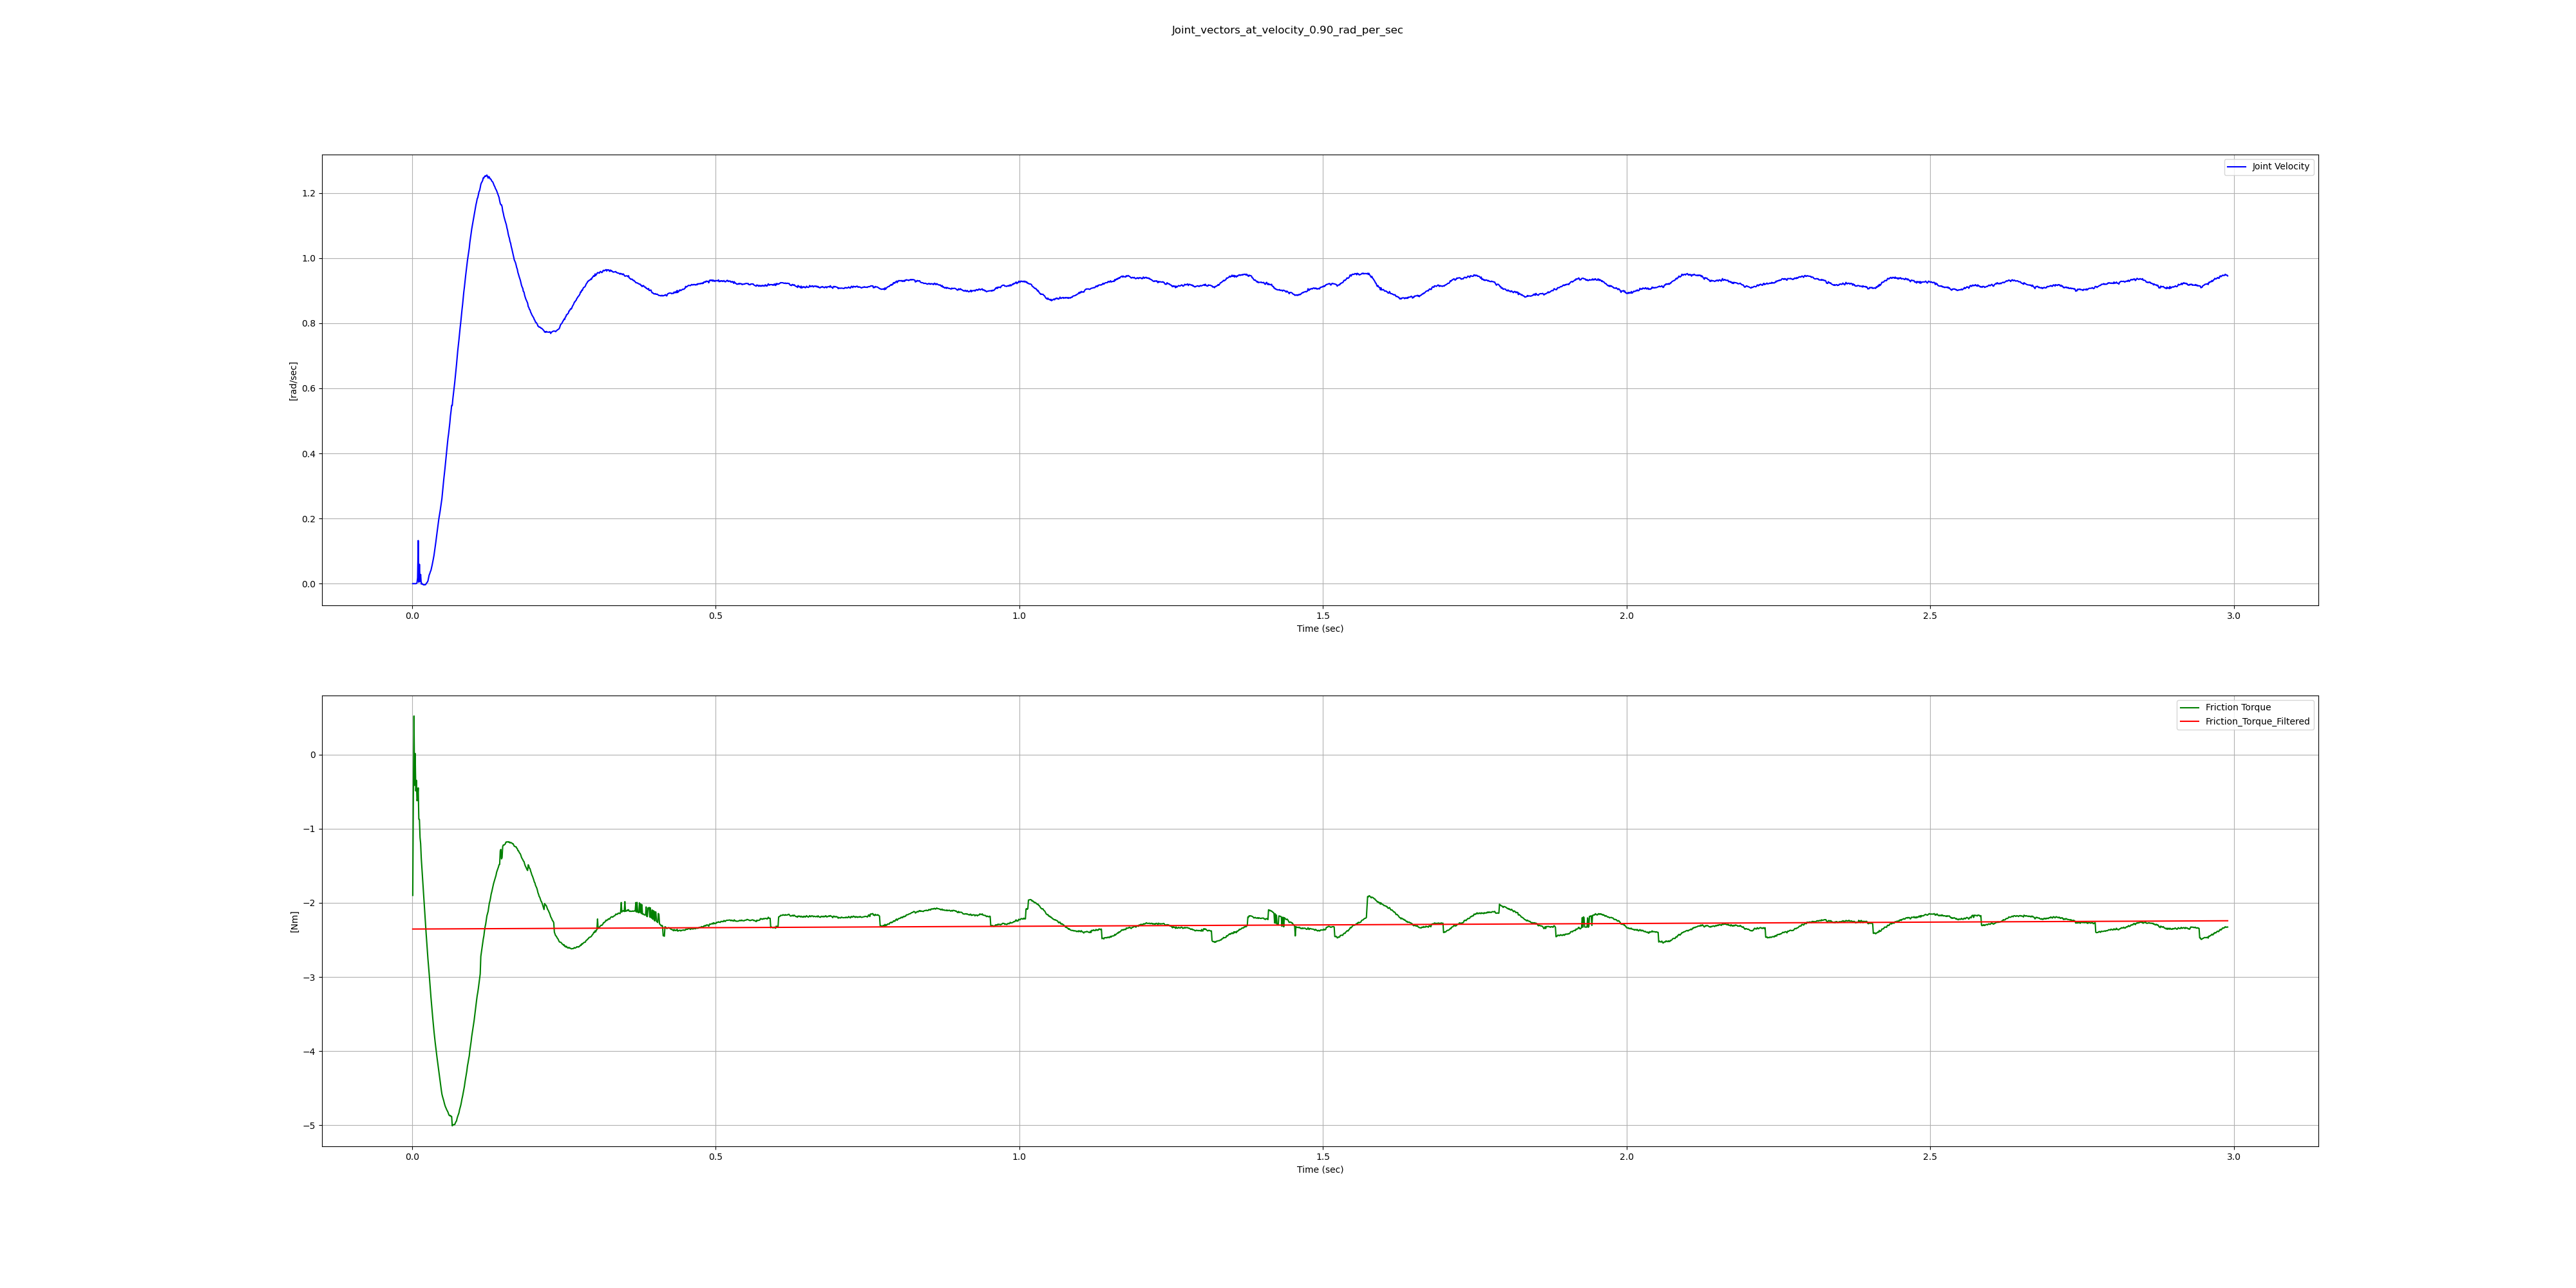 Joint_vectors_at_velocity_0.90_rad_per_sec
Joint Velocity
1.2
1.0
0.8
0.6
0.4
0.2
0.0
[rad/sec]
0.0 0.5 1.0 1.5 2.0 2.5 3.0
Time (sec)
Friction Torque
Friction_Torque_Filtered
0
−1
−2
−3
−4
−5
[Nm]
0.0 0.5 1.0 1.5 2.0 2.5 3.0
Time (sec)